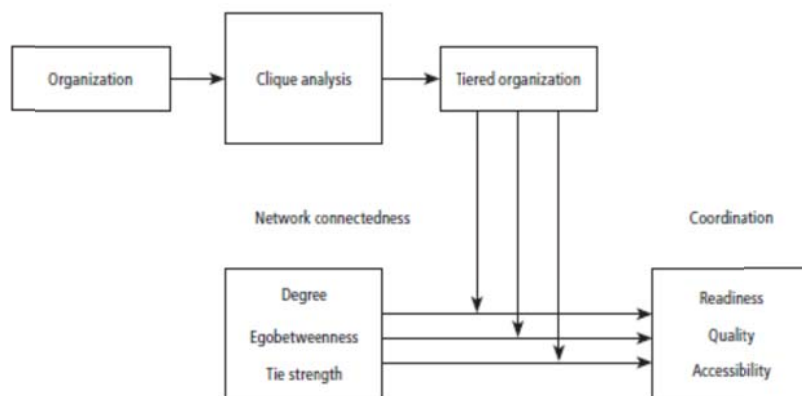 Organization
Clique analysis
Tiered organization
Network connectedness
Coordination
Degree
Egobetweenness
Tie strength
Readiness
Quality
Accessibility